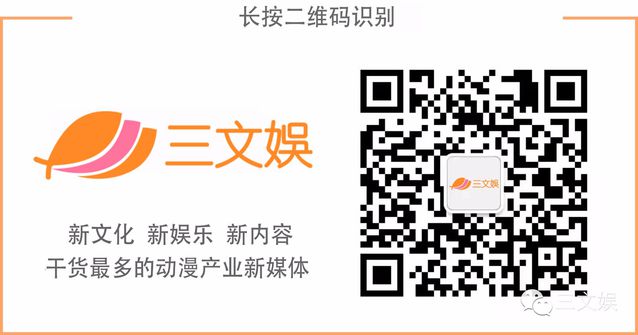 长按二维码识别
三文娱
三文娱
新文化 新娱乐 新内容
干货最多的动漫产业新媒体
三文娱